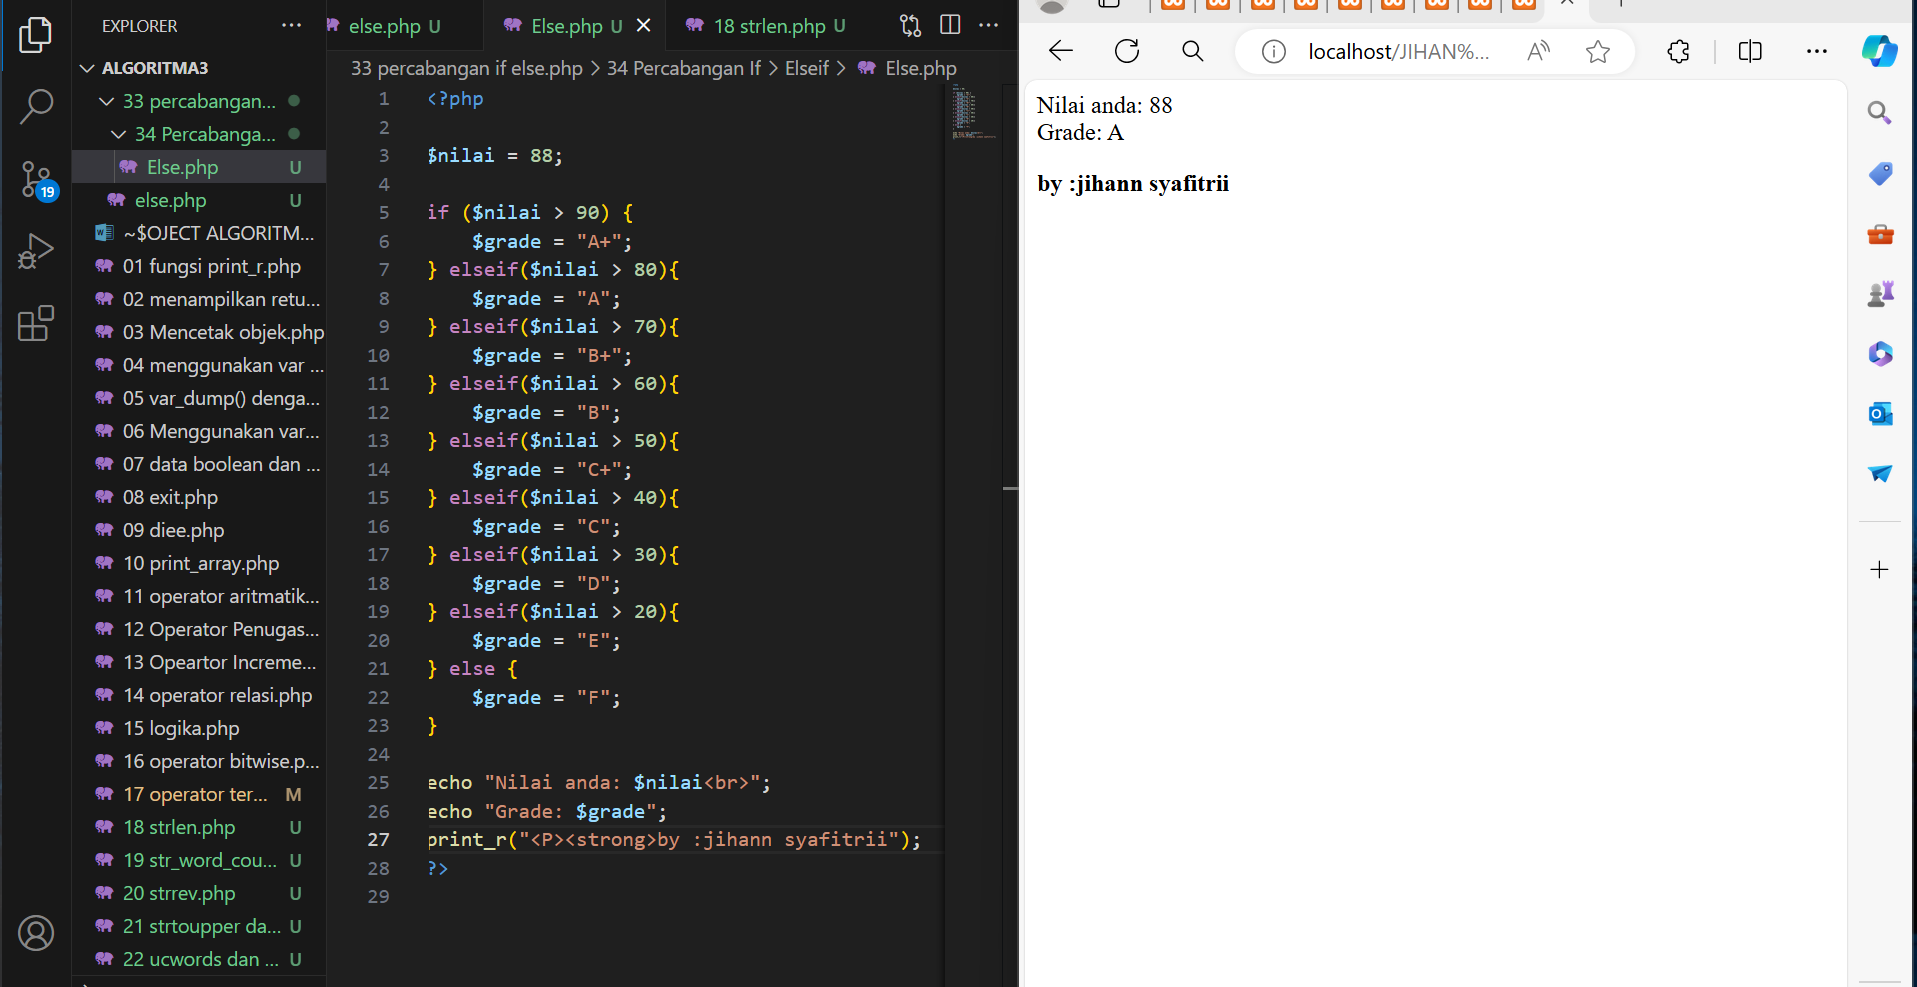 EXPLORER
ALGORITMA3
33 percabangan...
34 Percabanga...
Else.php U
else.php U
~$OJECT ALGORITM...
01 fungsi print_r.php
02 menampilkan retu...
03 Mencetak objek.php
04 menggunakan var ...
05 var_dump() denga...
06 Menggunakan var...
07 data boolean dan ...
08 exit.php
09 diee.php
10 print_array.php
11 operator aritmatik...
12 Operator Penugas...
13 Opeartor Increme...
14 operator relasi.php
15 logika.php
16 operator bitwise.p...
17 operator ter... M
18 strlen.php U
19 str_word_cou... U
20 strrev.php U
21 strtoupper da... U
22 ucwords dan ... U
19
else.php U
Else.php U
18 strlen.php U
33 percabangan if else.php > 34 Percabangan If > Elseif > Else.php
1 <?php
2
3 $nilai = 88;
4
5 if ($nilai > 90) {
6 $grade = "A+";
7 } elseif($nilai > 80){
8 $grade = "A";
9 } elseif($nilai > 70){
10 $grade = "B+";
11 } elseif($nilai > 60){
12 $grade = "B";
13 } elseif($nilai > 50){
14 $grade = "C+";
15 } elseif($nilai > 40){
16 $grade = "C";
17 } elseif($nilai > 30){
18 $grade = "D";
19 } elseif($nilai > 20){
20 $grade = "E";
21 } else {
22 $grade = "F";
23 }
24
25 echo "Nilai anda: $nilai<br>";
26 echo "Grade: $grade";
27 print_r("<P><strong>by :jihann syafitrii");
28 ?>
29
localhost/JIHAN%...
Nilai anda: 88
Grade: A
by :jihann syafitrii